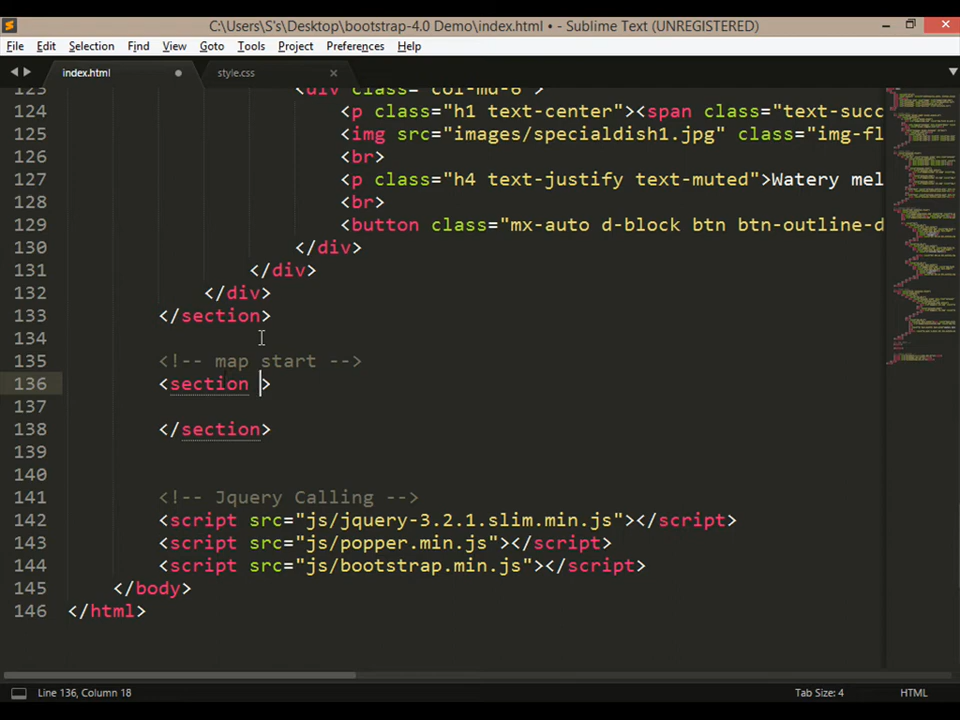 C:\Users\S's\Desktop\bootstrap-4.0 Demo\index.html • - Sublime Text (UNREGISTERED)
File Edit Selection Find View Goto Tools Project Preferences Help
index.html style.css
123 <div class="col-md-6">
124 <p class="h1 text-center"><span class="text-succ
125 <img src="images/specialdish1.jpg" class="img-fl
126 <br>
127 <p class="h4 text-justify text-muted">Watery mel
128 <br>
129 <button class="mx-auto d-block btn btn-outline-d
130 </div>
131 </div>
132 </div>
133 </section>
134
135 <!-- map start -->
136 <section >
137
138 </section>
139
140
141 <!-- Jquery Calling -->
142 <script src="js/jquery-3.2.1.slim.min.js"></script>
143 <script src="js/popper.min.js"></script>
144 <script src="js/bootstrap.min.js"></script>
145 </body>
146 </html>
Line 136, Column 18 Tab Size: 4 HTML